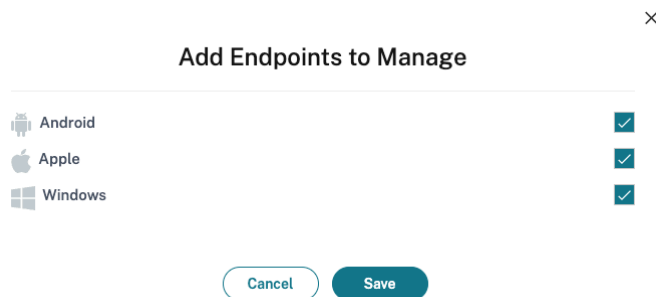 Add Endpoints to Manage
Android
Apple
Windows
Cancel Save